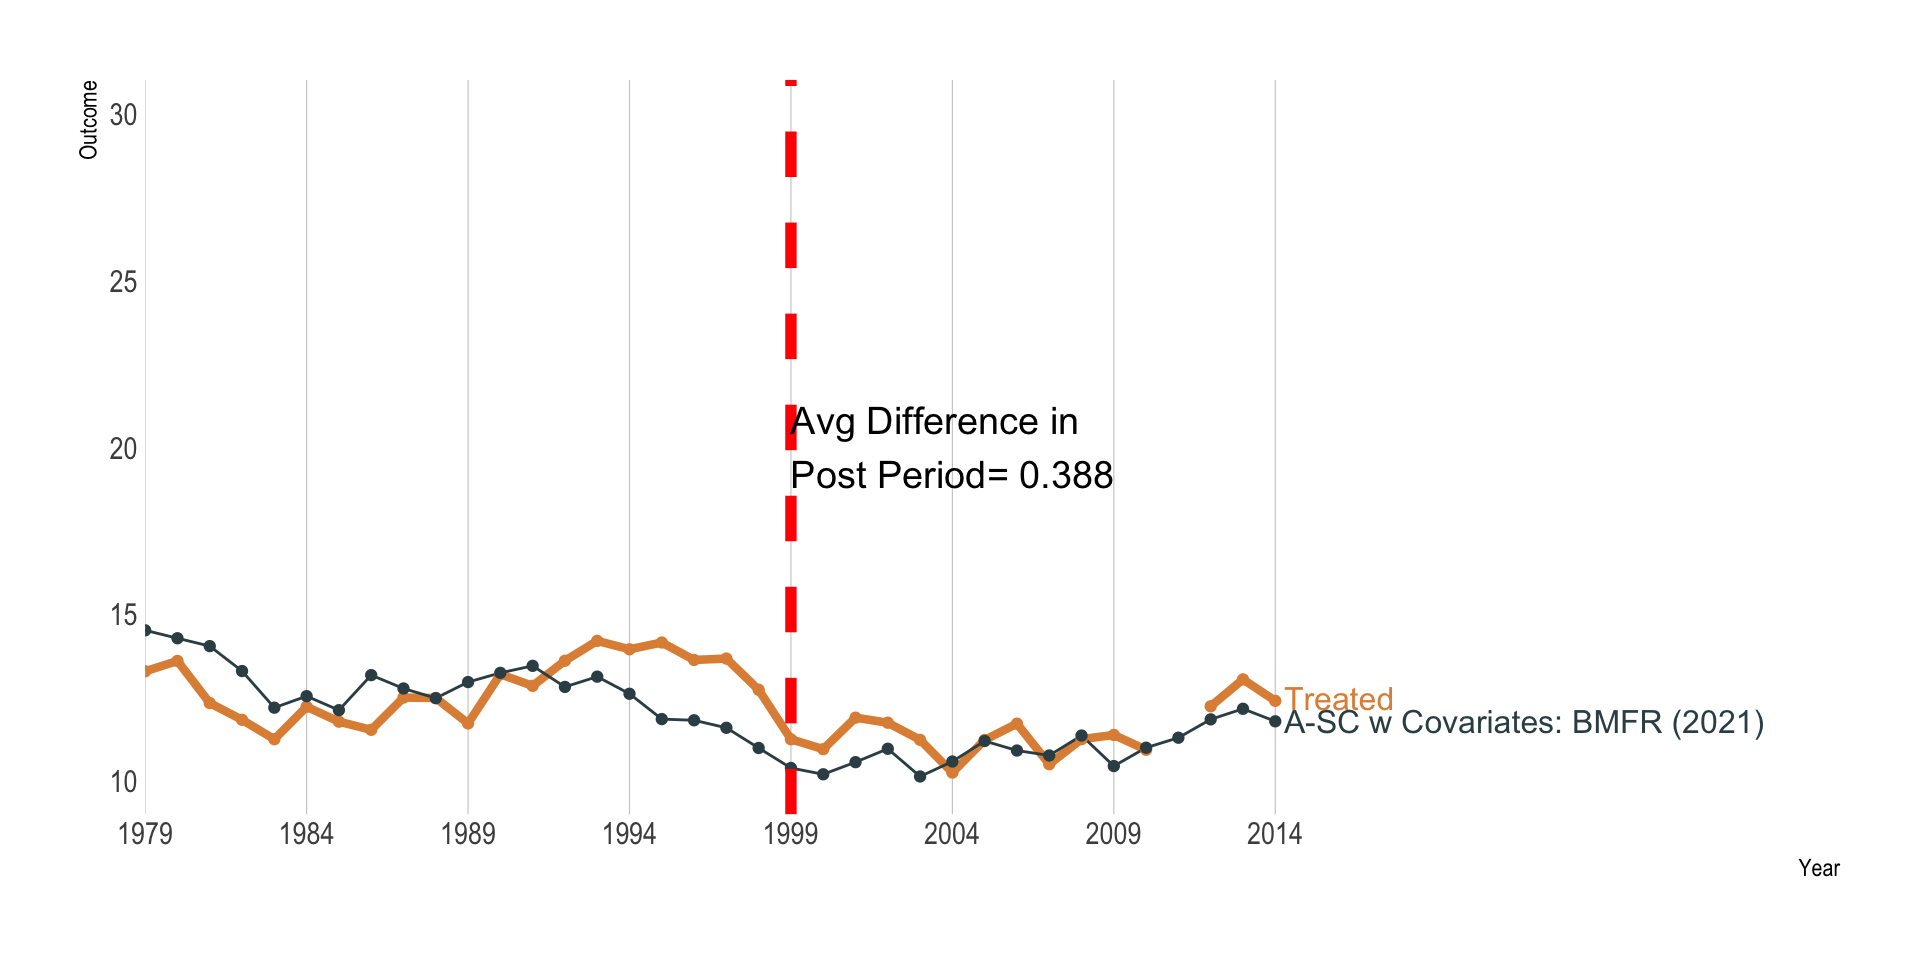 Outcome
30
25
20
15
10
Avg Difference in
Post Period= 0.388
Treated
A-SC w Covariates: BMFR (2021)
1979 1984 1989 1994 1999 2004 2009 2014
Year